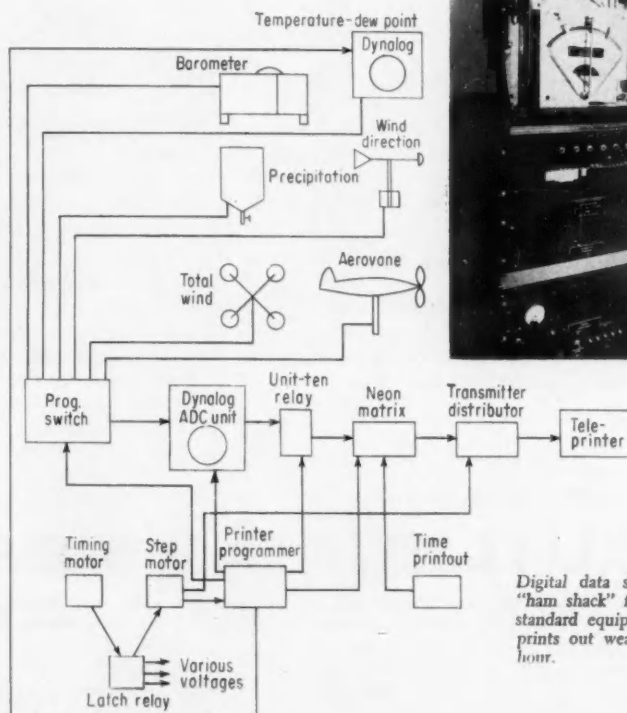 Temperature-dew point
Dynalog
Barometer
Wind
direction
Precipitation
Total
wind
Aerovane
Prog.
switch
Dynalog
ADC unit
Unit-ten
relay
Neon
matrix
Transmitter
distributor
Tele-
printer
Timing
motor
Step
motor
Printer
programmer
Time
printout
Various
voltages
Latch relay
Digital data s
"ham shack" f
standard equip
prints out wea
hour.